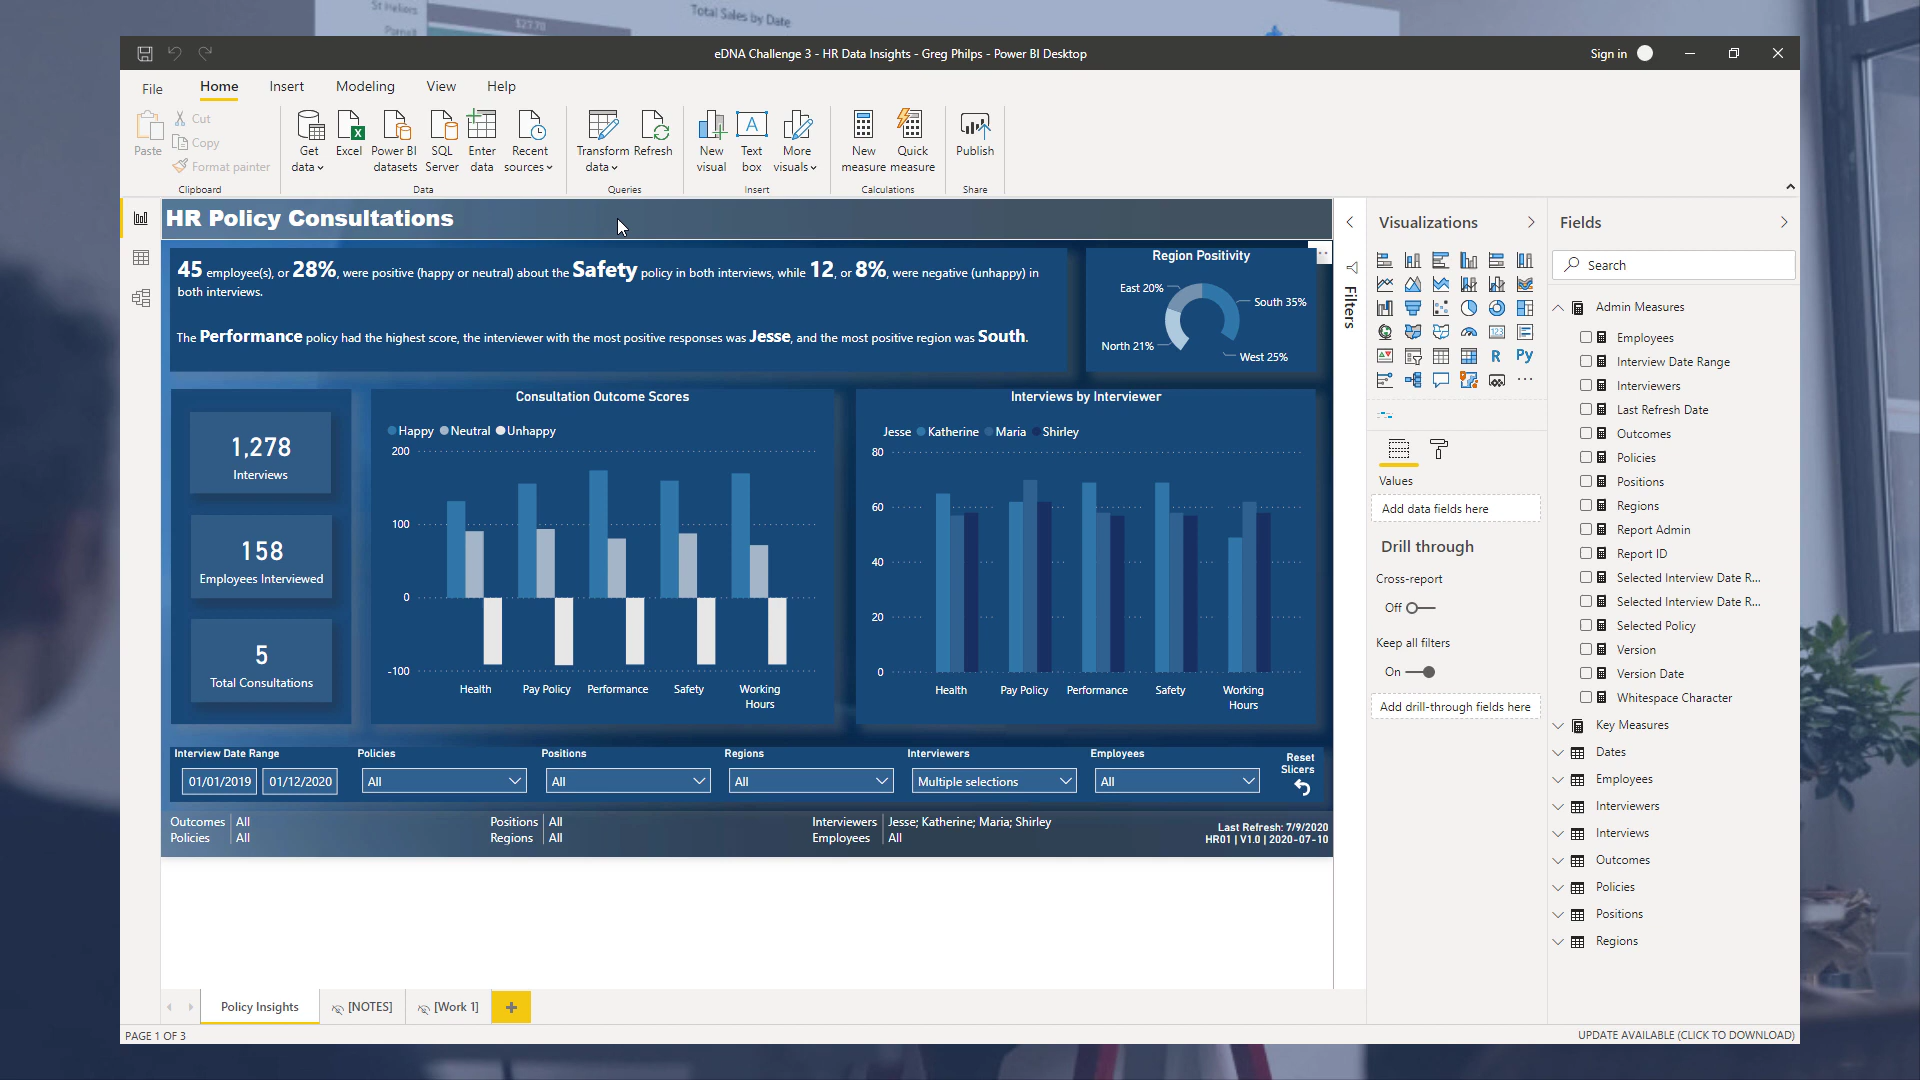 St Heliors
$22.70
Total Sales by Date
eDNA Challenge 3 - HR Data Insights - Greg Philps - Power BI Desktop
Sign in
File
Home
Insert
Modeling
View
Help
Paste
Cut
Copy
Format painter
Clipboard
Get data
Excel
Power BI datasets
SQL Server
Enter data
Recent sources
Data
Transform data
Refresh
Queries
New visual
Text box
More visuals
Insert
New measure
Quick measure
Calculations
Publish
Share
HR Policy Consultations
45 employee(s), or 28%, were positive (happy or neutral) about the Safety policy in both interviews, while 12, or 8%, were negative (unhappy) in
both interviews.
The Performance policy had the highest score, the interviewer with the most positive responses was Jesse, and the most positive region was South.
Region Positivity
East 20%
South 35%
North 21%
West 25%
1,278
Interviews
158
Employees Interviewed
5
Total Consultations
Consultation Outcome Scores
Happy Neutral Unhappy
200
100
0
-100
Health
Pay Policy
Performance
Safety
Working
Hours
Interviews by Interviewer
Jesse Katherine Maria Shirley
80
60
40
20
0
Health
Pay Policy
Performance
Safety
Working
Hours
Interview Date Range
01/01/2019 01/12/2020
Policies
All
Positions
All
Regions
All
Interviewers
Multiple selections
Employees
All
Reset
Slicers
Outcomes All
Policies All
Positions All
Regions All
Interviewers Jesse; Katherine; Maria; Shirley
Employees All
Last Refresh: 7/9/2020
HR01 | V1.0 | 2020-07-10
Filters
Visualizations
123
R
Py
Values
Add data fields here
Drill through
Cross-report
Off
Keep all filters
On
Add drill-through fields here
Fields
Search
Admin Measures
Employees
Interview Date Range
Interviewers
Last Refresh Date
Outcomes
Policies
Positions
Regions
Report Admin
Report ID
Selected Interview Date R...
Selected Interview Date R...
Selected Policy
Version
Version Date
Whitespace Character
Key Measures
Dates
Employees
Interviewers
Interviews
Outcomes
Policies
Positions
Regions
Policy Insights
[NOTES]
[Work 1]
PAGE 1 OF 3
UPDATE AVAILABLE (CLICK TO DOWNLOAD)